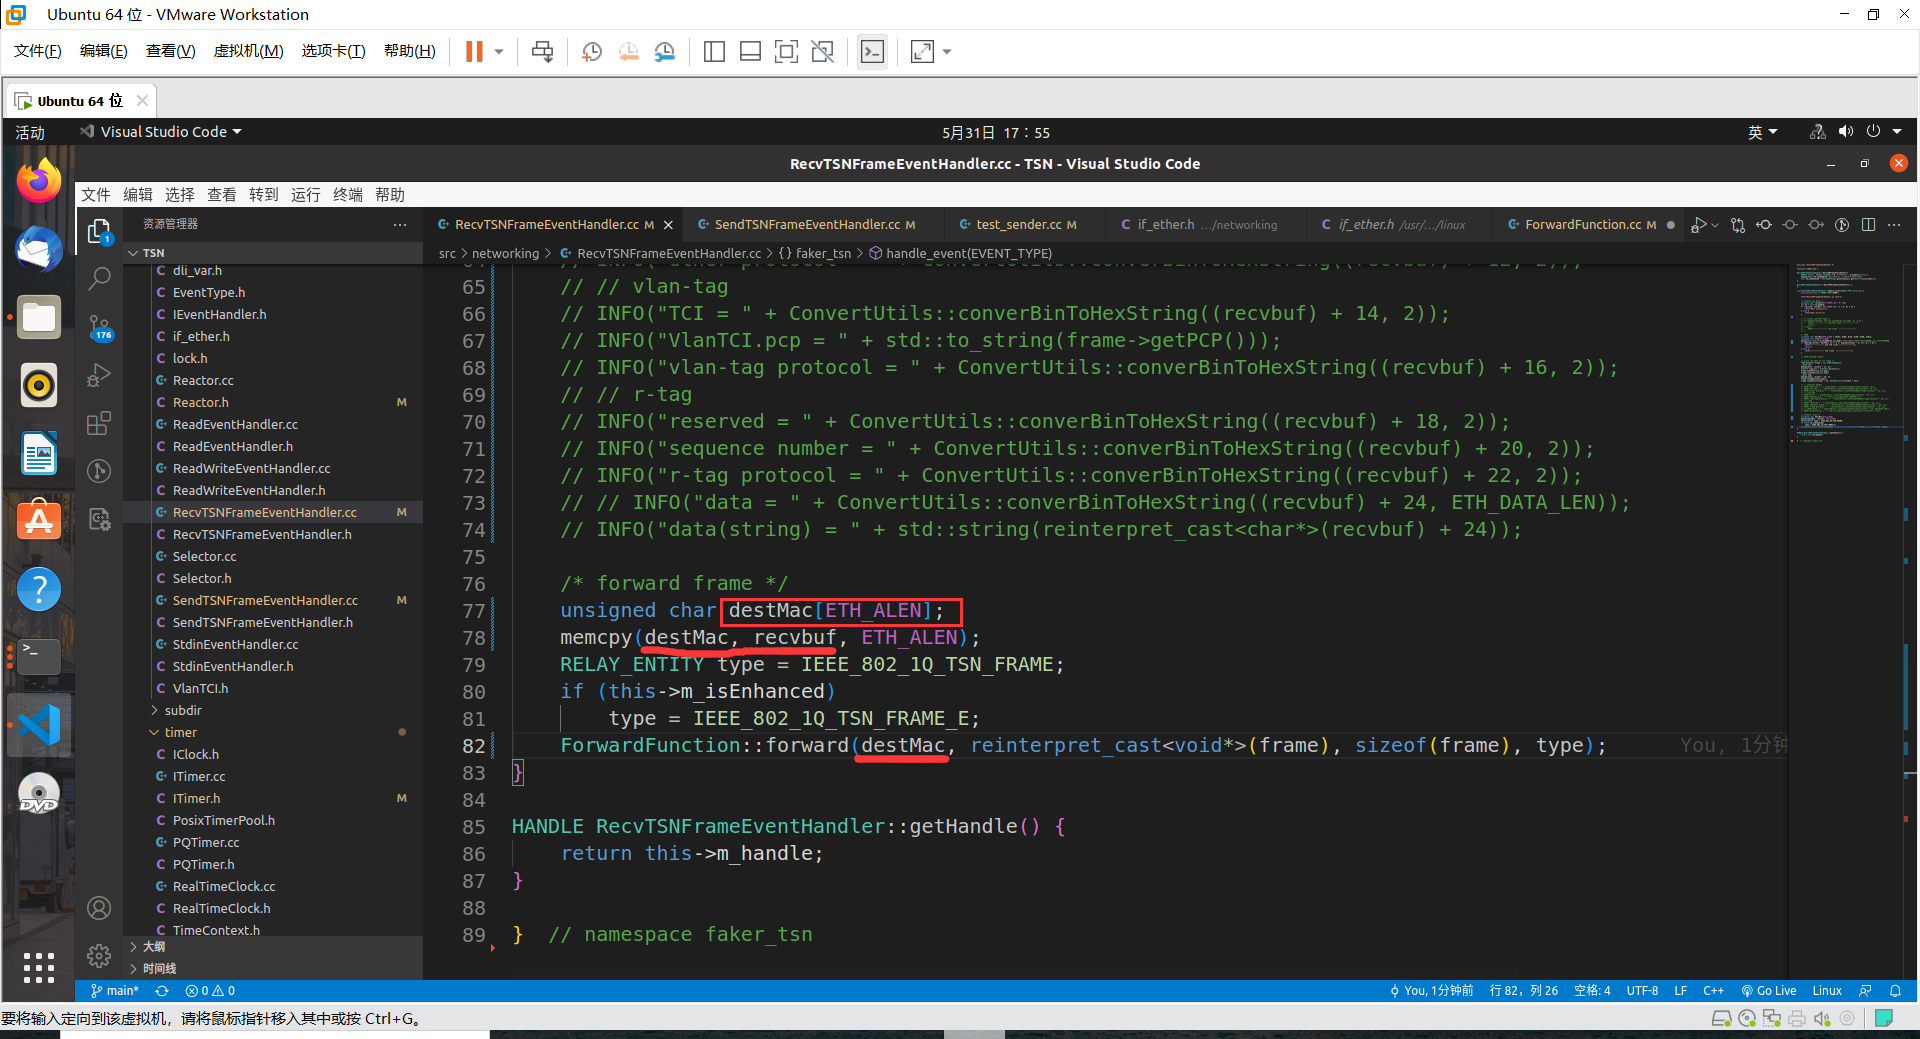 Ubuntu 64 位 - VMware Workstation
文件(F) 编辑(E) 查看(V) 虚拟机(M) 选项卡(T) 帮助(H)
Ubuntu 64 位
活动 Visual Studio Code 5月31日 17：55 英
RecvTSNFrameEventHandler.cc - TSN - Visual Studio Code
文件 编辑 选择 查看 转到 运行 终端 帮助
资源管理器
RecvTSNFrameEventHandler.cc M SendTSNFrameEventHandler.cc M test_sender.cc M if_ether.h .../networking if_ether.h /usr/.../linux ForwardFunction.cc M
src > networking > RecvTSNFrameEventHandler.cc > {} faker_tsn > handle_event(EVENT_TYPE)
1
176
TSN
dli_var.h
EventType.h
IEventHandler.h
if_ether.h
lock.h
Reactor.cc
Reactor.h M
ReadEventHandler.cc
ReadEventHandler.h
ReadWriteEventHandler.cc
ReadWriteEventHandler.h
RecvTSNFrameEventHandler.cc M
RecvTSNFrameEventHandler.h
Selector.cc
Selector.h
SendTSNFrameEventHandler.cc M
SendTSNFrameEventHandler.h
StdinEventHandler.cc
StdinEventHandler.h
VlanTCI.h
subdir
timer
IClock.h
ITimer.cc
ITimer.h M
PosixTimerPool.h
PQTimer.cc
PQTimer.h
RealTimeClock.cc
RealTimeClock.h
TimeContext.h
大纲
时间线
65 // // vlan-tag
66 // INFO("TCI = " + ConvertUtils::converBinToHexString((recvbuf) + 14, 2));
67 // INFO("VlanTCI.pcp = " + std::to_string(frame->getPCP()));
68 // INFO("vlan-tag protocol = " + ConvertUtils::converBinToHexString((recvbuf) + 16, 2));
69 // // r-tag
70 // INFO("reserved = " + ConvertUtils::converBinToHexString((recvbuf) + 18, 2));
71 // INFO("sequence number = " + ConvertUtils::converBinToHexString((recvbuf) + 20, 2));
72 // INFO("r-tag protocol = " + ConvertUtils::converBinToHexString((recvbuf) + 22, 2));
73 // // INFO("data = " + ConvertUtils::converBinToHexString((recvbuf) + 24, ETH_DATA_LEN));
74 // INFO("data(string) = " + std::string(reinterpret_cast<char*>(recvbuf) + 24));
75
76 /* forward frame */
77 unsigned char destMac[ETH_ALEN];
78 memcpy(destMac, recvbuf, ETH_ALEN);
79 RELAY_ENTITY type = IEEE_802_1Q_TSN_FRAME;
80 if (this->m_isEnhanced)
81 type = IEEE_802_1Q_TSN_FRAME_E;
82 ForwardFunction::forward(destMac, reinterpret_cast<void*>(frame), sizeof(frame), type); You, 1分钟
83 }
84
85 HANDLE RecvTSNFrameEventHandler::getHandle() {
86 return this->m_handle;
87 }
88
89 } // namespace faker_tsn
main* 0 0 You, 1分钟前 行 82，列 26 空格: 4 UTF-8 LF C++ Go Live Linux
要将输入定向到该虚拟机，请将鼠标指针移入其中或按 Ctrl+G。